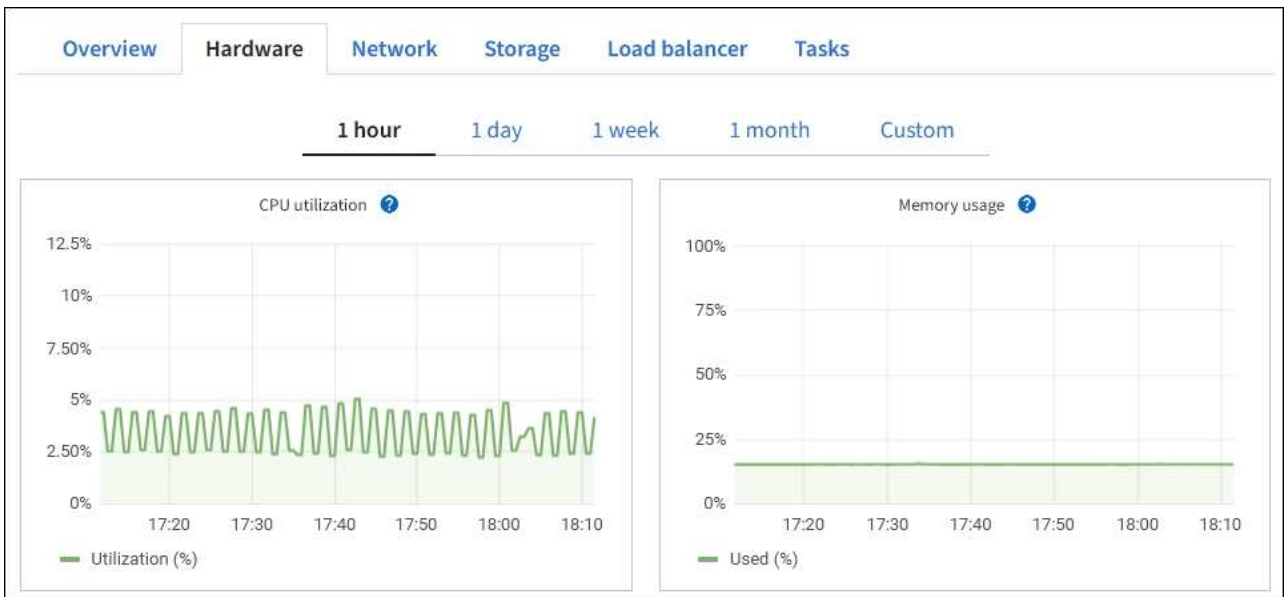 Overview Hardware Network Storage Load balancer Tasks
1 hour 1 day 1 week 1 month Custom
CPU utilization ?
12.5%
10%
7.50%
5%
2.50%
0%
17:20 17:30 17:40 17:50 18:00 18:10
Utilization (%)
Memory usage ?
100%
75%
50%
25%
0%
17:20 17:30 17:40 17:50 18:00 18:10
Used (%)